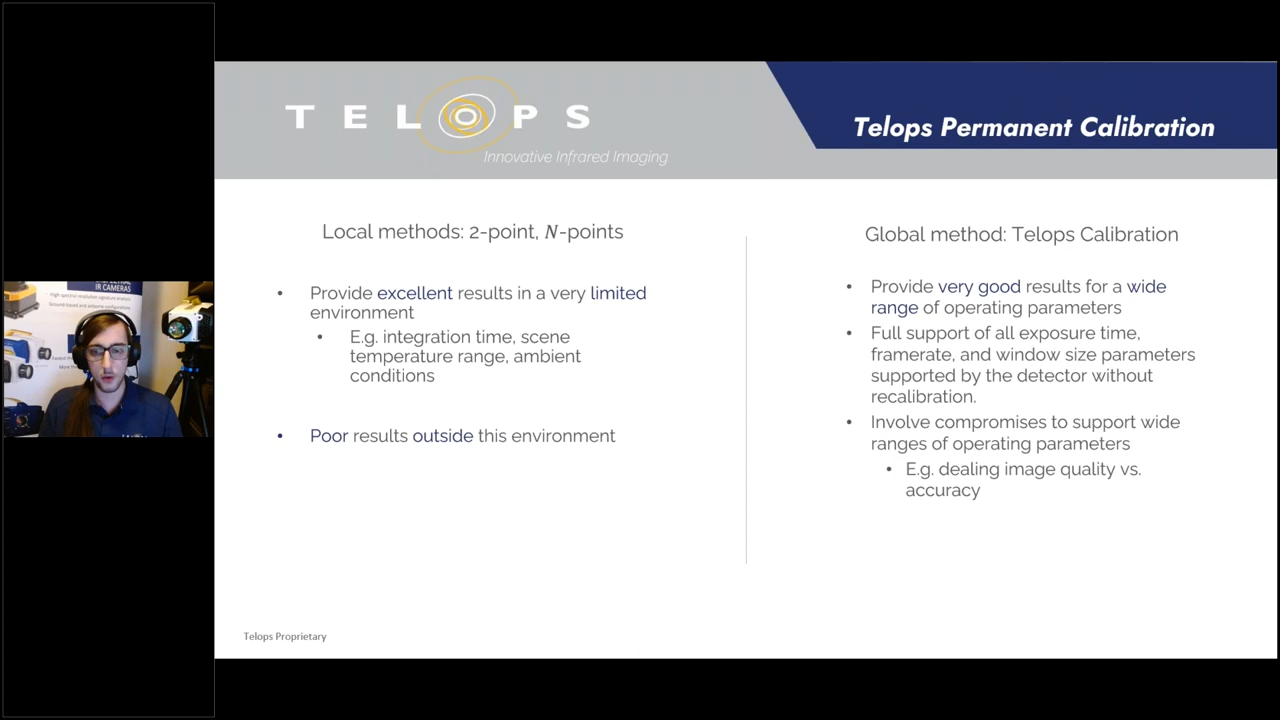 TELOPS
Innovative Infrared Imaging
Telops Permanent Calibration
Local methods: 2-point, N-points
• Provide excellent results in a very limited
environment
• E.g. integration time, scene
temperature range, ambient
conditions
• Poor results outside this environment
Global method: Telops Calibration
• Provide very good results for a wide
range of operating parameters
• Full support of all exposure time,
framerate, and window size parameters
supported by the detector without
recalibration.
• Involve compromises to support wide
ranges of operating parameters
• E.g. dealing image quality vs.
accuracy
Telops Proprietary
IR CAMERAS